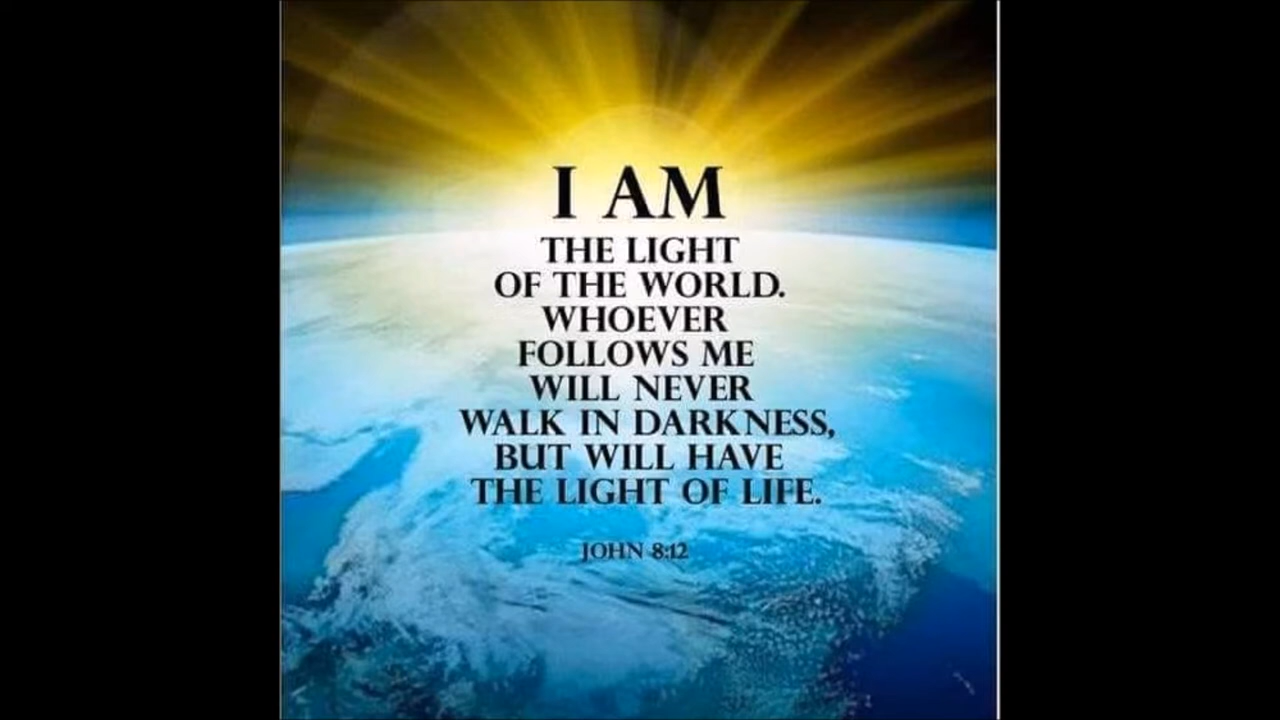 I AM
THE LIGHT
OF THE WORLD.
WHOEVER
FOLLOWS ME
WILL NEVER
WALK IN DARKNESS,
BUT WILL HAVE
THE LIGHT OF LIFE.
JOHN 8:12